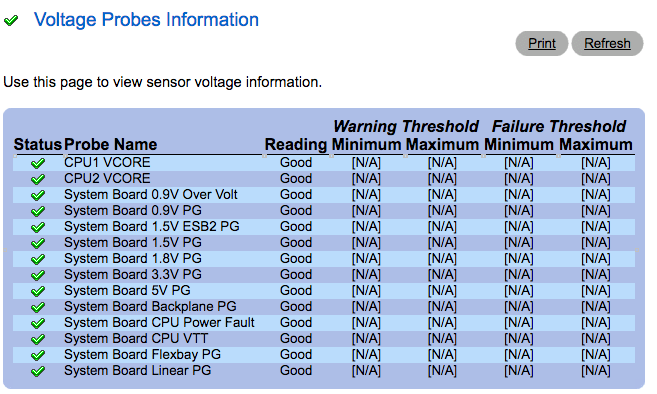 Voltage Probes Information
Print Refresh
Use this page to view sensor voltage information.
Warning Threshold Failure Threshold
Status Probe Name Reading Minimum Maximum Minimum Maximum
CPU1 VCORE Good [N/A] [N/A] [N/A] [N/A]
CPU2 VCORE Good [N/A] [N/A] [N/A] [N/A]
System Board 0.9V Over Volt Good [N/A] [N/A] [N/A] [N/A]
System Board 0.9V PG Good [N/A] [N/A] [N/A] [N/A]
System Board 1.5V ESB2 PG Good [N/A] [N/A] [N/A] [N/A]
System Board 1.5V PG Good [N/A] [N/A] [N/A] [N/A]
System Board 1.8V PG Good [N/A] [N/A] [N/A] [N/A]
System Board 3.3V PG Good [N/A] [N/A] [N/A] [N/A]
System Board 5V PG Good [N/A] [N/A] [N/A] [N/A]
System Board Backplane PG Good [N/A] [N/A] [N/A] [N/A]
System Board CPU Power Fault Good [N/A] [N/A] [N/A] [N/A]
System Board CPU VTT Good [N/A] [N/A] [N/A] [N/A]
System Board Flexbay PG Good [N/A] [N/A] [N/A] [N/A]
System Board Linear PG Good [N/A] [N/A] [N/A] [N/A]